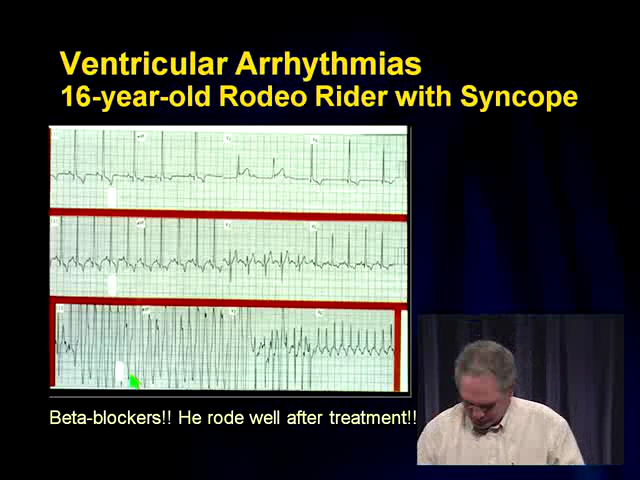 Ventricular Arrhythmias
16-year-old Rodeo Rider with Syncope
Beta-blockers!! He rode well after treatment!!